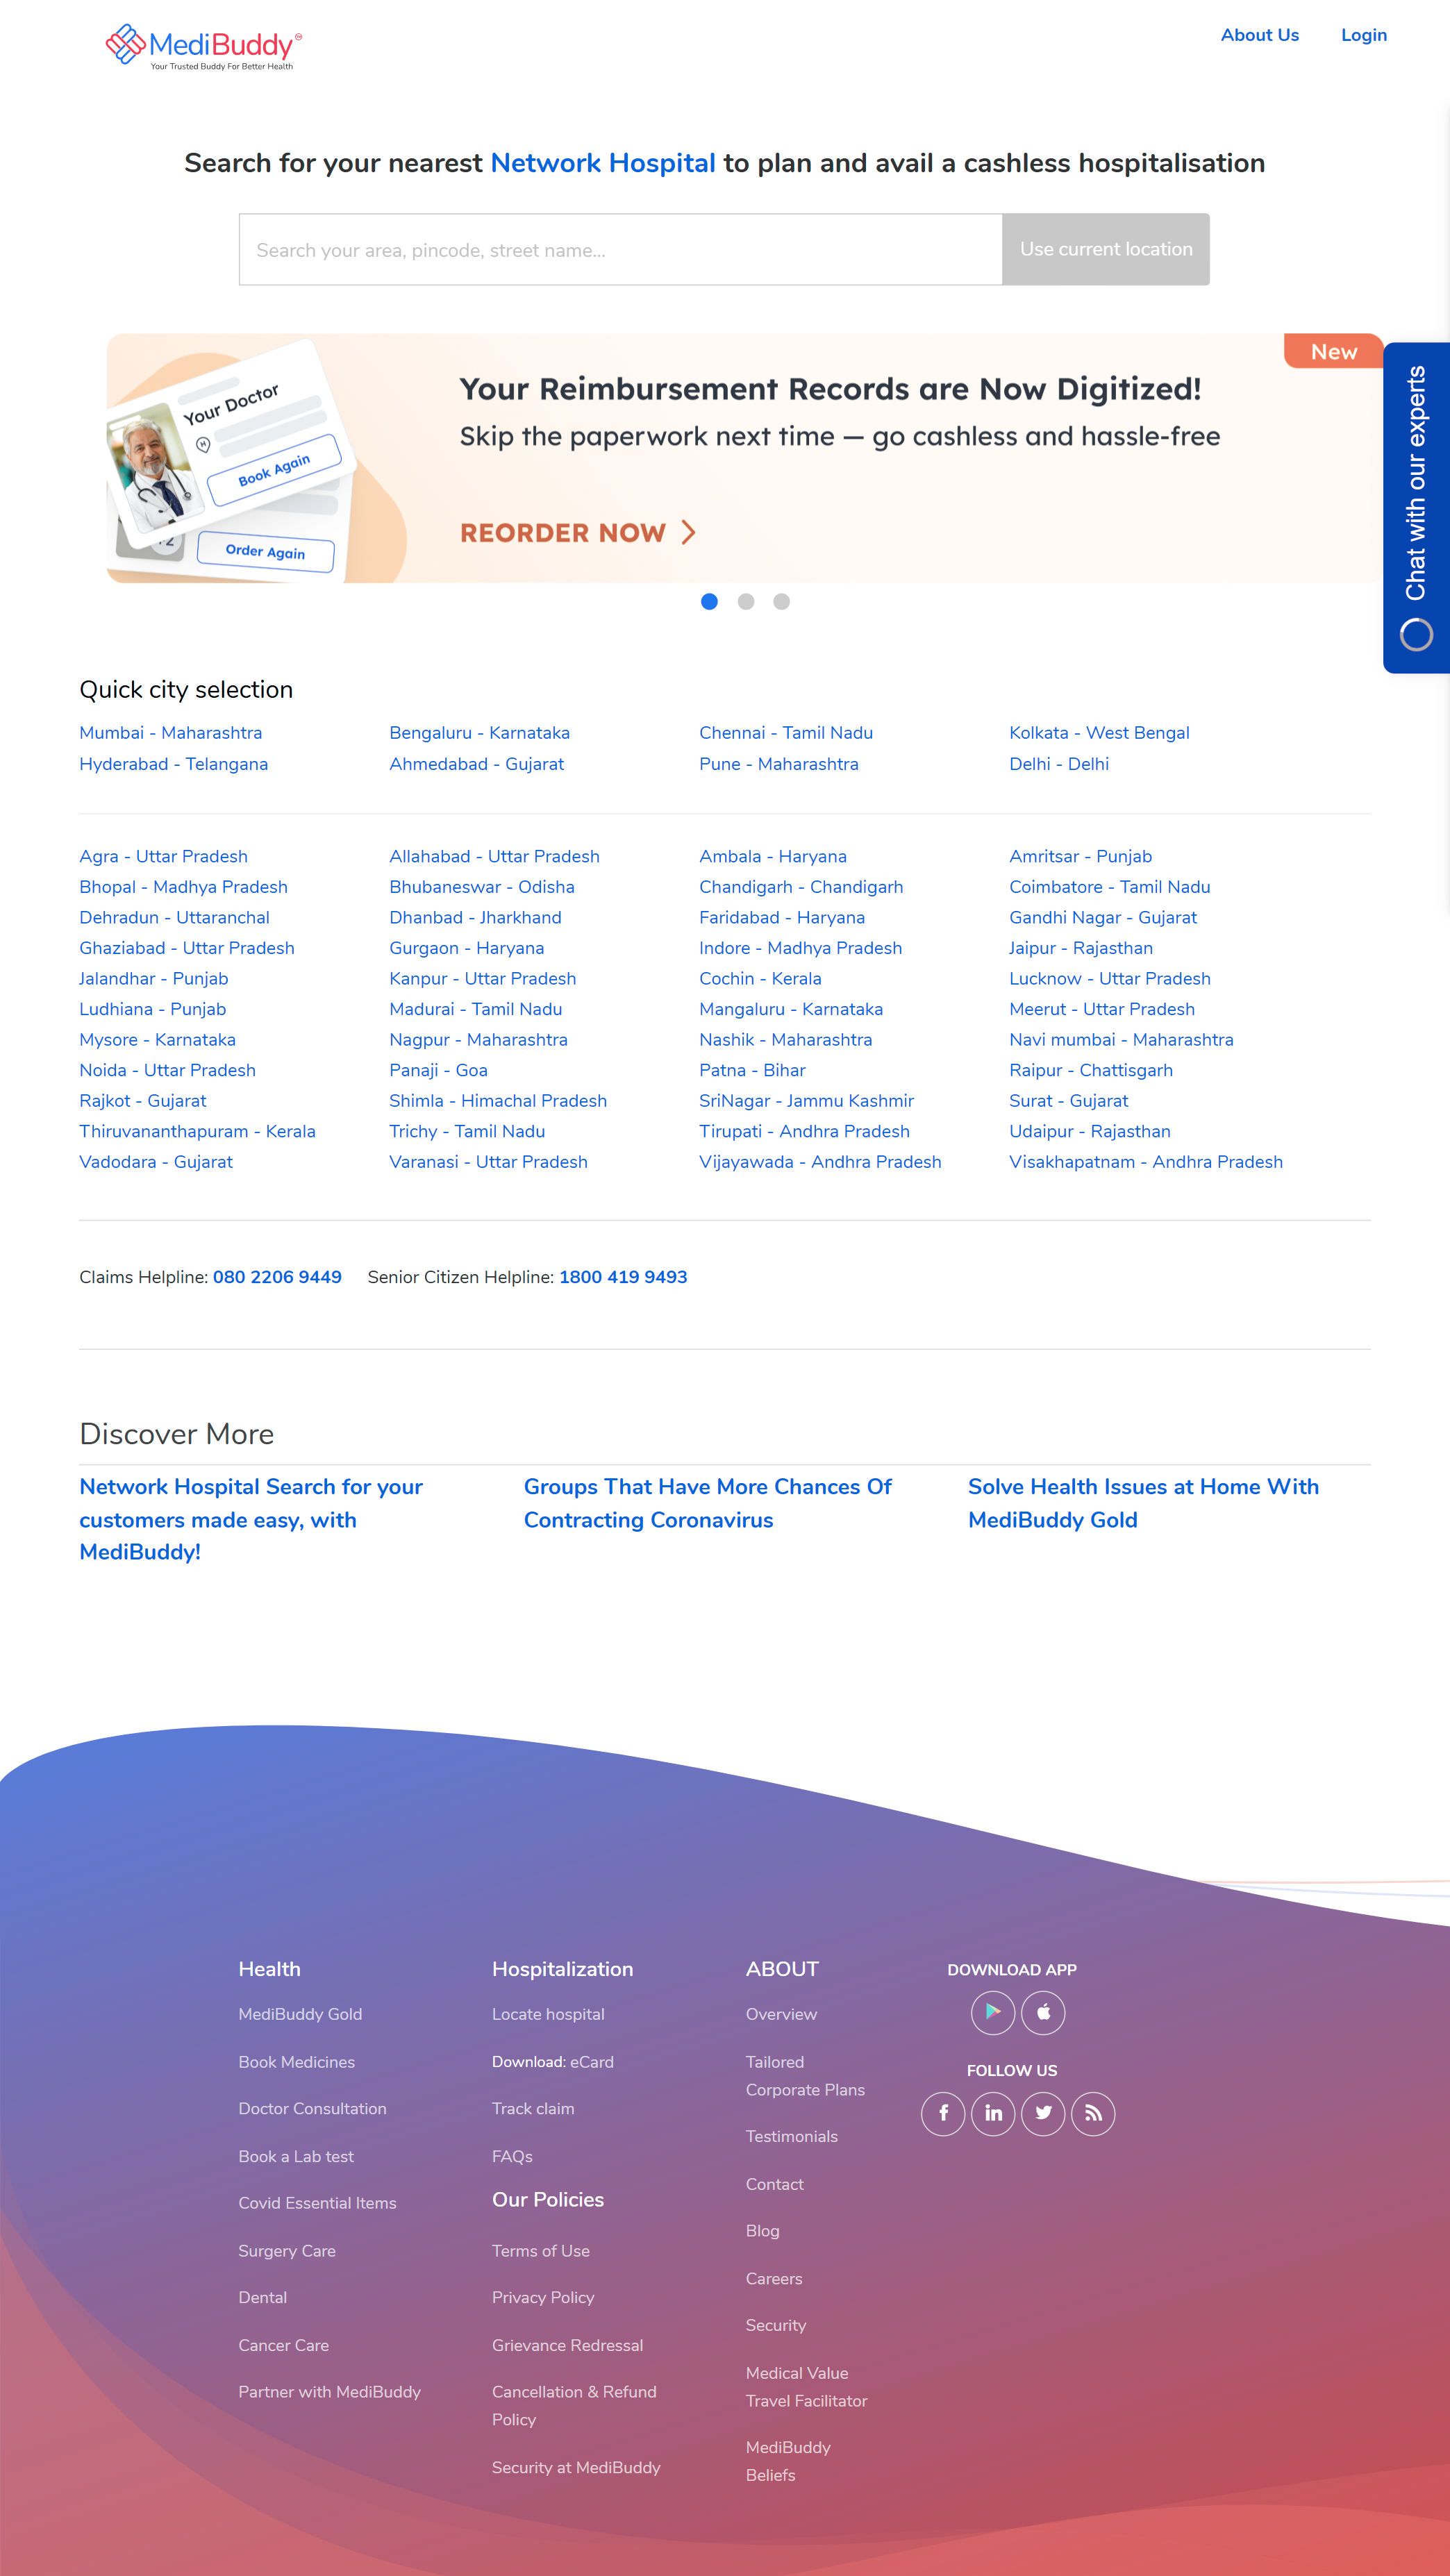 MediBuddy
Your Trusted Buddy For Better Health
About Us
Login
Search for your nearest Network Hospital to plan and avail a cashless hospitalisation
Search your area, pincode, street name...
Use current location
New
Your Doctor
Book Again
Order Again
Your Reimbursement Records are Now Digitized!
Skip the paperwork next time — go cashless and hassle-free
REORDER NOW
Chat with our experts
Quick city selection
Mumbai - Maharashtra
Bengaluru - Karnataka
Chennai - Tamil Nadu
Kolkata - West Bengal
Hyderabad - Telangana
Ahmedabad - Gujarat
Pune - Maharashtra
Delhi - Delhi
Agra - Uttar Pradesh
Allahabad - Uttar Pradesh
Ambala - Haryana
Amritsar - Punjab
Bhopal - Madhya Pradesh
Bhubaneswar - Odisha
Chandigarh - Chandigarh
Coimbatore - Tamil Nadu
Dehradun - Uttaranchal
Dhanbad - Jharkhand
Faridabad - Haryana
Gandhi Nagar - Gujarat
Ghaziabad - Uttar Pradesh
Gurgaon - Haryana
Indore - Madhya Pradesh
Jaipur - Rajasthan
Jalandhar - Punjab
Kanpur - Uttar Pradesh
Cochin - Kerala
Lucknow - Uttar Pradesh
Ludhiana - Punjab
Madurai - Tamil Nadu
Mangaluru - Karnataka
Meerut - Uttar Pradesh
Mysore - Karnataka
Nagpur - Maharashtra
Nashik - Maharashtra
Navi mumbai - Maharashtra
Noida - Uttar Pradesh
Panaji - Goa
Patna - Bihar
Raipur - Chattisgarh
Rajkot - Gujarat
Shimla - Himachal Pradesh
SriNagar - Jammu Kashmir
Surat - Gujarat
Thiruvananthapuram - Kerala
Trichy - Tamil Nadu
Tirupati - Andhra Pradesh
Udaipur - Rajasthan
Vadodara - Gujarat
Varanasi - Uttar Pradesh
Vijayawada - Andhra Pradesh
Visakhapatnam - Andhra Pradesh
Claims Helpline: 080 2206 9449
Senior Citizen Helpline: 1800 419 9493
Discover More
Network Hospital Search for your
customers made easy, with
MediBuddy!
Groups That Have More Chances Of
Contracting Coronavirus
Solve Health Issues at Home With
MediBuddy Gold
Health
MediBuddy Gold
Book Medicines
Doctor Consultation
Book a Lab test
Covid Essential Items
Surgery Care
Dental
Cancer Care
Partner with MediBuddy
Hospitalization
Locate hospital
Download: eCard
Track claim
FAQs
Our Policies
Terms of Use
Privacy Policy
Grievance Redressal
Cancellation & Refund
Policy
Security at MediBuddy
ABOUT
Overview
Tailored
Corporate Plans
Testimonials
Contact
Blog
Careers
Security
Medical Value
Travel Facilitator
MediBuddy
Beliefs
DOWNLOAD APP
FOLLOW US